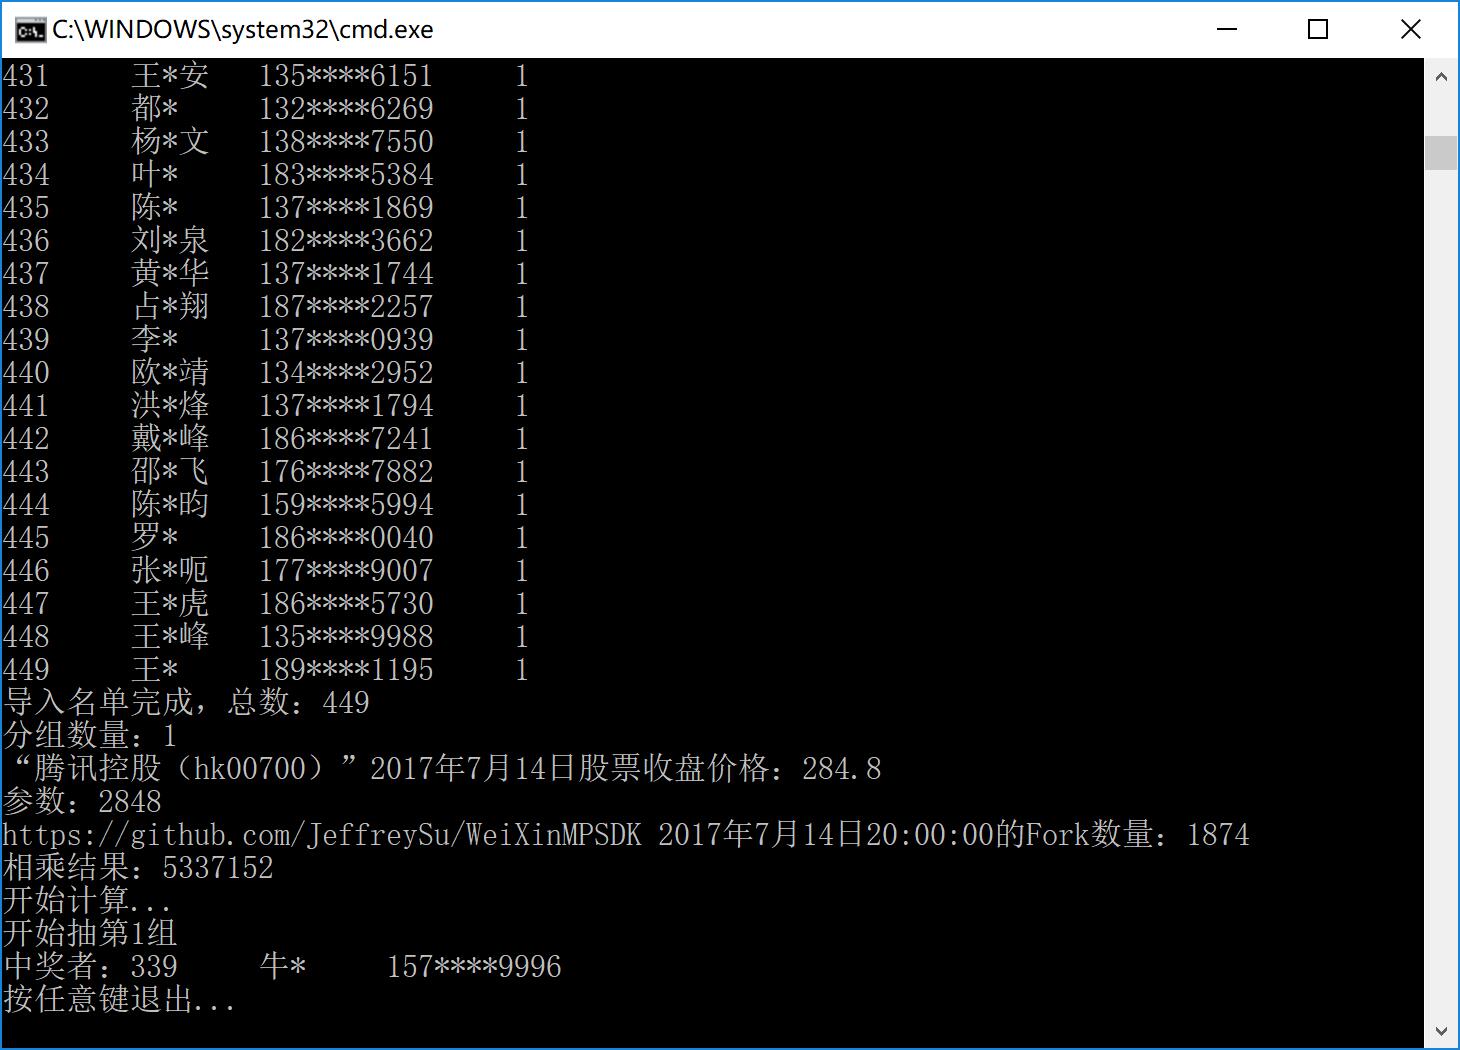 C:\WINDOWS\system32\cmd.exe
431 王*安 135****6151 1
432 都* 132****6269 1
433 杨*文 138****7550 1
434 叶* 183****5384 1
435 陈* 137****1869 1
436 刘*泉 182****3662 1
437 黄*华 137****1744 1
438 占*翔 187****2257 1
439 李* 137****0939 1
440 欧*靖 134****2952 1
441 洪*烽 137****1794 1
442 戴*峰 186****7241 1
443 邵*飞 176****7882 1
444 陈*昀 159****5994 1
445 罗* 186****0040 1
446 张*呃 177****9007 1
447 王*虎 186****5730 1
448 王*峰 135****9988 1
449 王* 189****1195 1
导入名单完成，总数：449
分组数量：1
“腾讯控股（hk00700）”2017年7月14日股票收盘价格：284.8
参数：2848
https://github.com/JeffreySu/WeiXinMPSDK 2017年7月14日20:00:00的Fork数量：1874
相乘结果：5337152
开始计算...
开始抽第1组
中奖者：339 牛* 157****9996
按任意键退出...